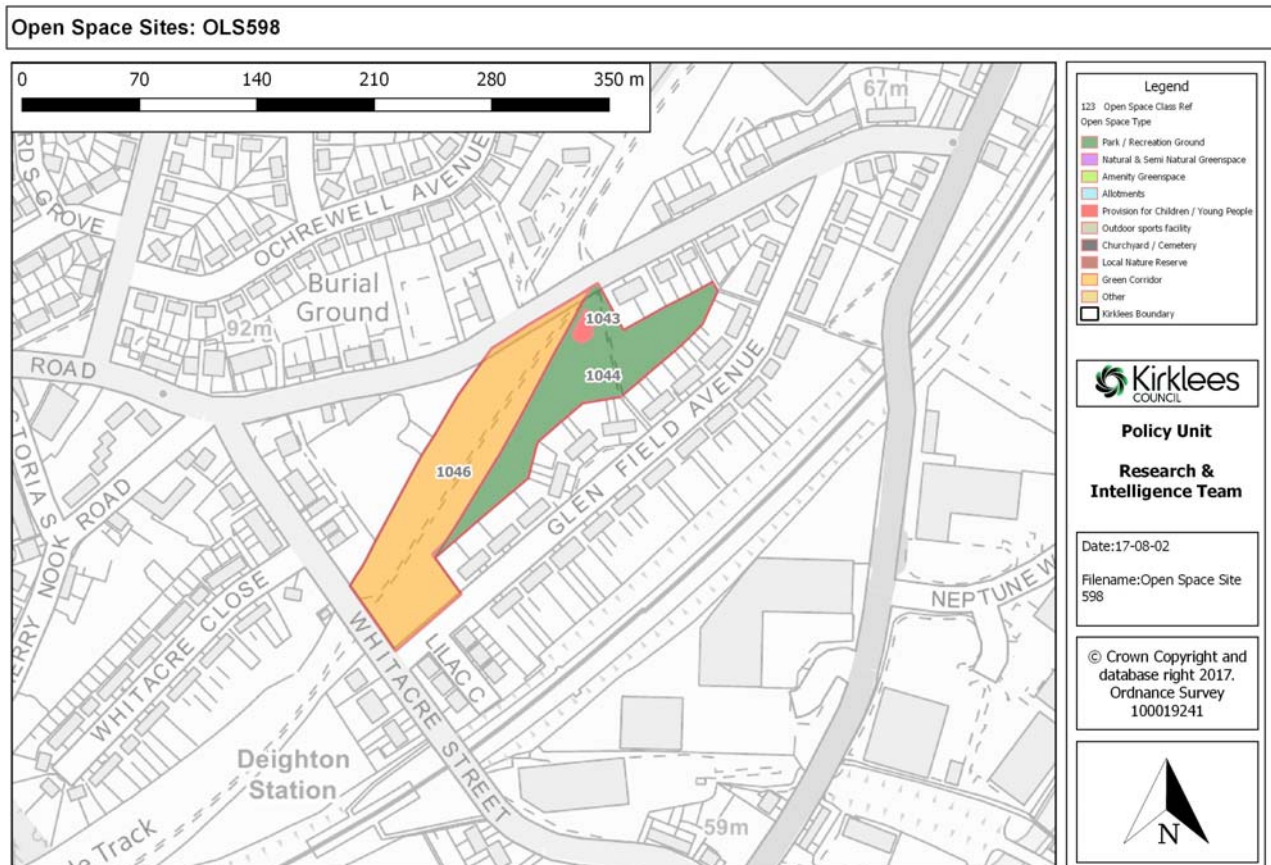 Open Space Sites: OLS598
0 70 140 210 280 350 m
67m
OCHREWELL AVENUE
RDS GROVE
Burial
Ground
92m
ROAD
1043
1044
1046
GLEN FIELD AVENUE
ROAD
NOOK
WHITACRE CLOSE
LILAC C
WHITACRE STREET
NEPTUNE W
Deighton
Station
59m
le Track
Legend
123 Open Space Class Ref
Open Space Type
Park / Recreation Ground
Natural & Semi Natural Greenspace
Amenity Greenspace
Allotments
Provision for Children / Young People
Outdoor sports facility
Churchyard / Cemetery
Local Nature Reserve
Green Corridor
Other
Kirklees Boundary
Kirklees
COUNCIL
Policy Unit
Research &
Intelligence Team
Date:17-08-02
Filename:Open Space Site
598
© Crown Copyright and
database right 2017.
Ordnance Survey
100019241
N